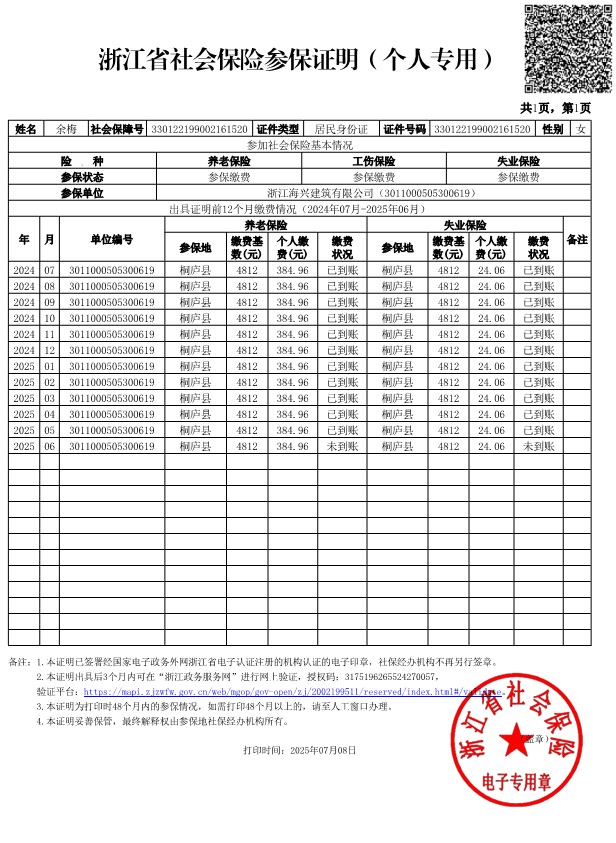 浙江省社会保险参保证明（个人专用）
共1页，第1页
姓名 余梅 社会保障号 330122199002161520 证件类型 居民身份证 证件号码 330122199002161520 性别 女
参加社会保险基本情况
险 种 养老保险 工伤保险 失业保险
参保状态 参保缴费 参保缴费 参保缴费
参保单位 浙江海兴建筑有限公司（3011000505300619）
出具证明前12个月缴费情况（2024年07月-2025年06月）
年 月 单位编号 养老保险 失业保险 备注
参保地 缴费基数(元) 个人缴费(元) 缴费状况 参保地 缴费基数(元) 个人缴费(元) 缴费状况
2024 07 3011000505300619 桐庐县 4812 384.96 已到账 桐庐县 4812 24.06 已到账
2024 08 3011000505300619 桐庐县 4812 384.96 已到账 桐庐县 4812 24.06 已到账
2024 09 3011000505300619 桐庐县 4812 384.96 已到账 桐庐县 4812 24.06 已到账
2024 10 3011000505300619 桐庐县 4812 384.96 已到账 桐庐县 4812 24.06 已到账
2024 11 3011000505300619 桐庐县 4812 384.96 已到账 桐庐县 4812 24.06 已到账
2024 12 3011000505300619 桐庐县 4812 384.96 已到账 桐庐县 4812 24.06 已到账
2025 01 3011000505300619 桐庐县 4812 384.96 已到账 桐庐县 4812 24.06 已到账
2025 02 3011000505300619 桐庐县 4812 384.96 已到账 桐庐县 4812 24.06 已到账
2025 03 3011000505300619 桐庐县 4812 384.96 已到账 桐庐县 4812 24.06 已到账
2025 04 3011000505300619 桐庐县 4812 384.96 已到账 桐庐县 4812 24.06 已到账
2025 05 3011000505300619 桐庐县 4812 384.96 已到账 桐庐县 4812 24.06 已到账
2025 06 3011000505300619 桐庐县 4812 384.96 未到账 桐庐县 4812 24.06 未到账
备注：1.本证明已签署经国家电子政务外网浙江省电子认证注册的机构认证的电子印章，社保经办机构不再另行签章。
2.本证明出具后3个月内可在“浙江政务服务网”进行网上验证，授权码：3175196265524270057，
验证平台：https://mapi.zjzwfw.gov.cn/web/mgop/gov-open/zj/2002199511/reserved/index.html#/validate。
3.本证明为打印时48个月内的参保情况，如需打印48个月以上的，请至人工窗口办理。
4.本证明妥善保管，最终解释权由参保地社保经办机构所有。
（盖章）
浙江省社会保险
电子专用章
打印时间：2025年07月08日